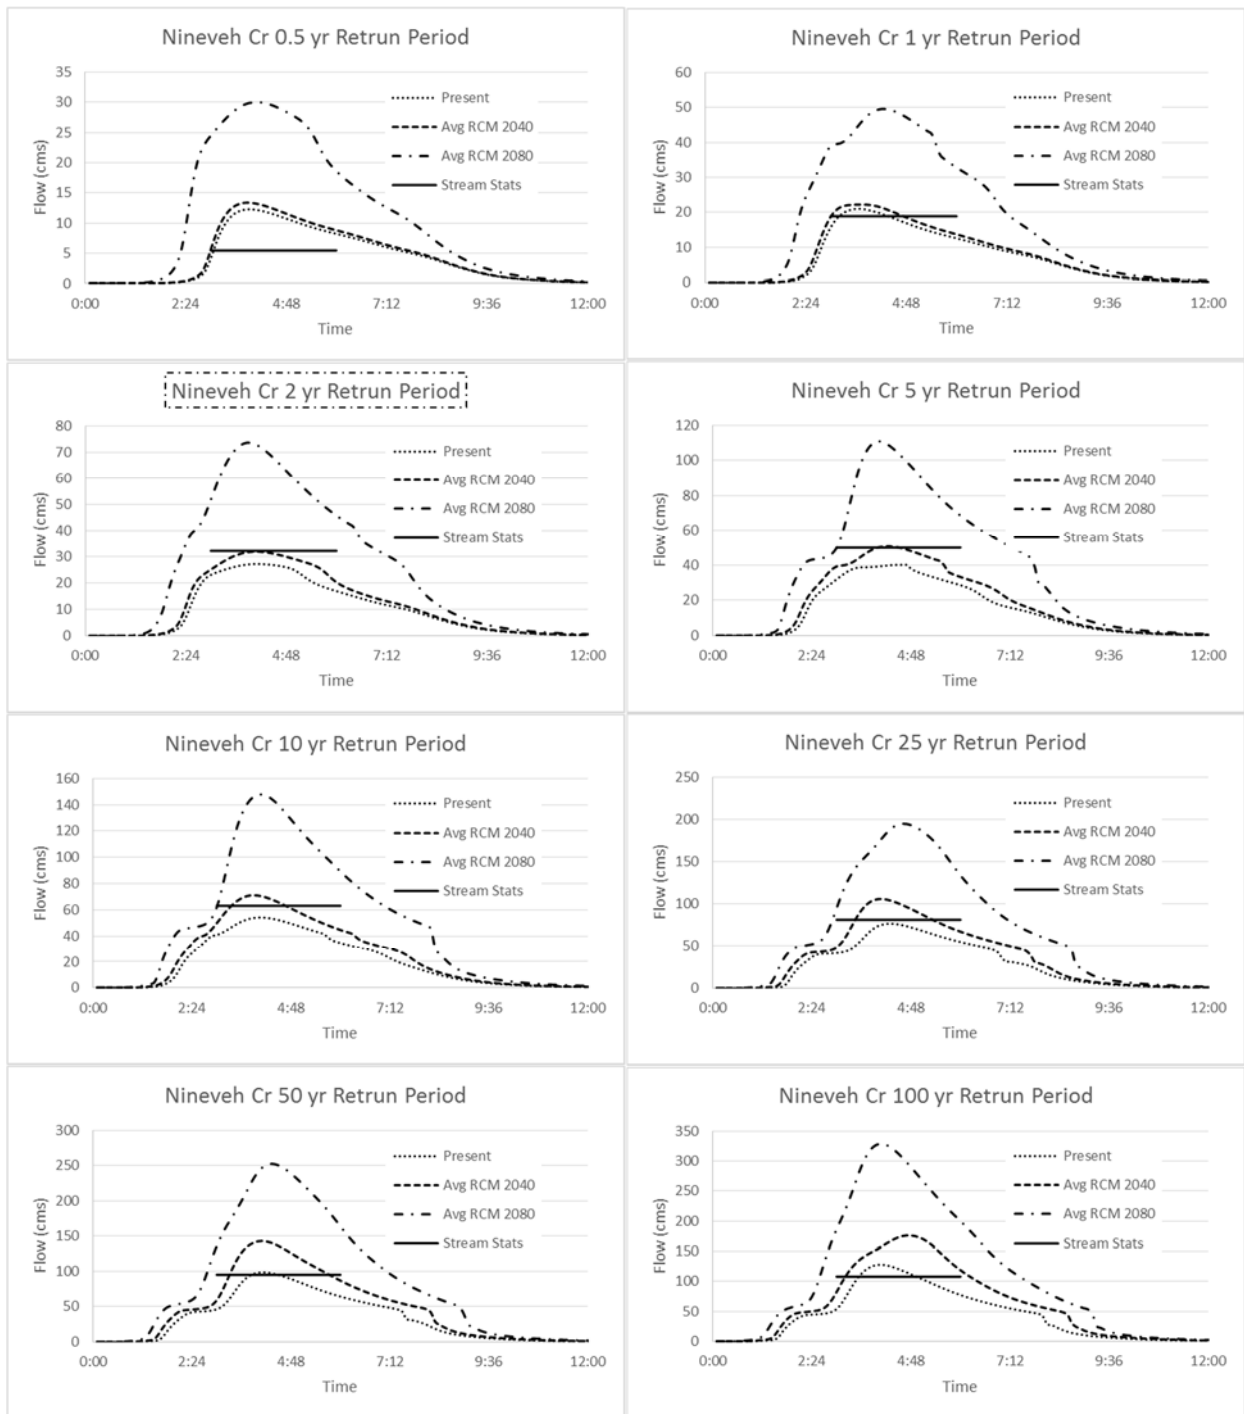 Nineveh Cr 0.5 yr Retrun Period
35
30
25
20
15
10
5
0
Flow (cms)
Present
Avg RCM 2040
Avg RCM 2080
Stream Stats
0:00 2:24 4:48 7:12 9:36 12:00
Time
Nineveh Cr 1 yr Retrun Period
60
50
40
30
20
10
0
Flow (cms)
Present
Avg RCM 2040
Avg RCM 2080
Stream Stats
0:00 2:24 4:48 7:12 9:36 12:00
Time
Nineveh Cr 2 yr Retrun Period
80
70
60
50
40
30
20
10
0
Flow (cms)
Present
Avg RCM 2040
Avg RCM 2080
Stream Stats
0:00 2:24 4:48 7:12 9:36 12:00
Time
Nineveh Cr 5 yr Retrun Period
120
100
80
60
40
20
0
Flow (cms)
Present
Avg RCM 2040
Avg RCM 2080
Stream Stats
0:00 2:24 4:48 7:12 9:36 12:00
Time
Nineveh Cr 10 yr Retrun Period
160
140
120
100
80
60
40
20
0
Flow (cms)
Present
Avg RCM 2040
Avg RCM 2080
Stream Stats
0:00 2:24 4:48 7:12 9:36 12:00
Time
Nineveh Cr 25 yr Retrun Period
250
200
150
100
50
0
Flow (cms)
Present
Avg RCM 2040
Avg RCM 2080
Stream Stats
0:00 2:24 4:48 7:12 9:36 12:00
Time
Nineveh Cr 50 yr Retrun Period
300
250
200
150
100
50
0
Flow (cms)
Present
Avg RCM 2040
Avg RCM 2080
Stream Stats
0:00 2:24 4:48 7:12 9:36 12:00
Time
Nineveh Cr 100 yr Retrun Period
350
300
250
200
150
100
50
0
Flow (cms)
Present
Avg RCM 2040
Avg RCM 2080
Stream Stats
0:00 2:24 4:48 7:12 9:36 12:00
Time